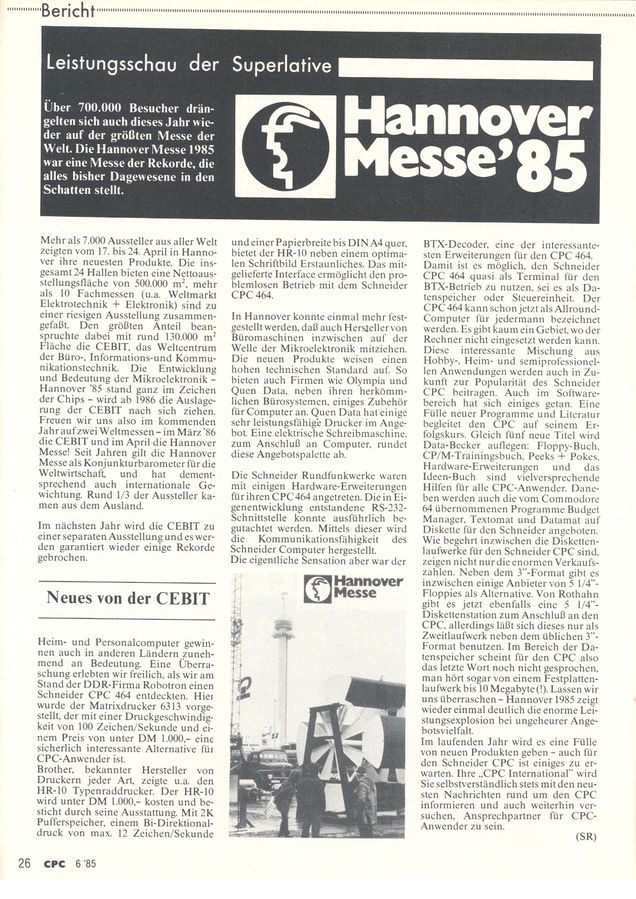 Bericht
Leistungsschau der Superlative
Über 700.000 Besucher drän-
gelten sich auch dieses Jahr wie-
der auf der größten Messe der
Welt. Die Hannover Messe 1985
war eine Messe der Rekorde, die
alles bisher Dagewesene in den
Schatten stellt.
Hannover
Messe'85
Mehr als 7.000 Aussteller aus aller Welt
zeigten vom 17. bis 24. April in Hanno-
ver ihre neuesten Produkte. Die ins-
gesamt 24 Hallen bieten eine Nettoaus-
stellungsfläche von 500.000 m², mehr
als 10 Fachmessen (u.a. Weltmarkt
Elektrotechnik + Elektronik) sind zu
einer riesigen Ausstellung zusammen-
gefaßt. Den größten Anteil bean-
spruchte dabei mit rund 130.000 m²
Fläche die CEBIT, das Weltcentrum
der Büro-, Informations-und Kommu-
nikationstechnik. Die Entwicklung
und Bedeutung der Mikroelektronik –
Hannover '85 stand ganz im Zeichen
der Chips – wird ab 1986 die Auslage-
rung der CEBIT nach sich ziehen.
Freuen wir uns also im kommenden
Jahr auf zwei Weltmessen – im März '86
die CEBIT und im April die Hannover
Messe! Seit Jahren gilt die Hannover
Messe als Konjunkturbarometer für die
Weltwirtschaft, und hat dement-
sprechend auch internationale Ge-
wichtung. Rund 1/3 der Aussteller ka-
men aus dem Ausland.
Im nächsten Jahr wird die CEBIT zu
einer separaten Ausstellung und es wer-
den garantiert wieder einige Rekorde
gebrochen.
Neues von der CEBIT
Heim- und Personalcomputer gewin-
nen auch in anderen Ländern zuneh-
mend an Bedeutung. Eine Überra-
schung erlebten wir freilich, als wir am
Stand der DDR-Firma Robotron einen
Schneider CPC 464 entdeckten. Hier
wurde der Matrixdrucker 6313 vorge-
stellt, der mit einer Druckgeschwindig-
keit von 100 Zeichen/Sekunde und ei-
nem Preis von unter DM 1.000,- eine
sicherlich interessante Alternative für
CPC-Anwender ist.
Brother, bekannter Hersteller von
Druckern jeder Art, zeigte u.a. den
HR-10 Typenraddrucker. Der HR-10
wird unter DM 1.000,- kosten und be-
sticht durch seine Ausstattung. Mit 2K
Pufferspeicher, einem Bi-Direktional-
druck von max. 12 Zeichen/Sekunde
und einer Papierbreite bis DIN A4 quer,
bietet der HR-10 neben einem optima-
len Schriftbild Erstaunliches. Das mit-
gelieferte Interface ermöglicht den pro-
blemlosen Betrieb mit dem Schneider
CPC 464.
In Hannover konnte einmal mehr fest-
gestellt werden, daß auch Hersteller von
Büromaschinen inzwischen auf der
Welle der Mikroelektronik mitziehen.
Die neuen Produkte weisen einen
hohen technischen Standard auf. So
bieten auch Firmen wie Olympia und
Quen Data, neben ihren herkömm-
lichen Bürosystemen, einiges Zubehör
für Computer an. Quen Data hat einige
sehr leistungsfähige Drucker im Ange-
bot. Eine elektrische Schreibmaschine,
zum Anschluß an Computer, rundet
diese Angebotspalette ab.
Die Schneider Rundfunkwerke waren
mit einigen Hardware-Erweiterungen
für ihren CPC 464 angetreten. Die in Ei-
genentwicklung entstandene RS-232-
Schnittstelle konnte ausführlich be-
gutachtet werden. Mittels dieser wird
die Kommunikationsfähigkeit des
Schneider Computer hergestellt.
Die eigentliche Sensation aber war der
Hannover
Messe
BTX-Decoder, eine der interessante-
sten Erweiterungen für den CPC 464.
Damit ist es möglich, den Schneider
CPC 464 quasi als Terminal für den
BTX-Betrieb zu nutzen, sei es als Da-
tenspeicher oder Steuereinheit. Der
CPC 464 kann schon jetzt als Allround-
Computer für jedermann bezeichnet
werden. Es gibt kaum ein Gebiet, wo der
Rechner nicht eingesetzt werden kann.
Diese interessante Mischung aus
Hobby-, Heim- und semiprofessionel-
len Anwendungen werden auch in Zu-
kunft zur Popularität des Schneider
CPC beitragen. Auch im Software-
bereich hat sich einiges getan. Eine
Fülle neuer Programme und Literatur
begleitet den CPC auf seinem Er-
folgskurs. Gleich fünf neue Titel wird
Data-Becker auflegen: Floppy-Buch,
CP/M-Trainingsbuch, Peeks + Pokes,
Hardware-Erweiterungen und das
Ideen-Buch sind vielversprechende
Hilfen für alle CPC-Anwender. Dane-
ben werden auch die vom Commodore
64 übernommenen Programme Budget
Manager, Textomat und Datamat auf
Diskette für den Schneider angeboten.
Wie begehrt inzwischen die Disketten-
laufwerke für den Schneider CPC sind,
zeigen nicht nur die enormen Verkaufs-
zahlen. Neben dem 3"-Format gibt es
inzwischen einige Anbieter von 5 1/4"-
Floppies als Alternative. Von Rothahn
gibt es jetzt ebenfalls eine 5 1/4"-
Diskettenstation zum Anschluß an den
CPC, allerdings läßt sich dieses nur als
Zweitlaufwerk neben dem üblichen 3"-
Format benutzen. Im Bereich der Da-
tenspeicher scheint für den CPC also
das letzte Wort noch nicht gesprochen,
man hört sogar von einem Festplatten-
laufwerk bis 10 Megabyte (!). Lassen wir
uns überraschen – Hannover 1985 zeigt
wieder einmal deutlich die enorme Lei-
stungsexplosion bei ungeheurer Ange-
botsvielfalt.
Im laufenden Jahr wird es eine Fülle
von neuen Produkten geben – auch für
den Schneider CPC ist einiges zu er-
warten. Ihre „CPC International" wird
Sie selbstverständlich stets mit den neu-
sten Nachrichten rund um den CPC
informieren und auch weiterhin ver-
suchen, Ansprechpartner für CPC-
Anwender zu sein.
(SR)
26 CPC 6'85